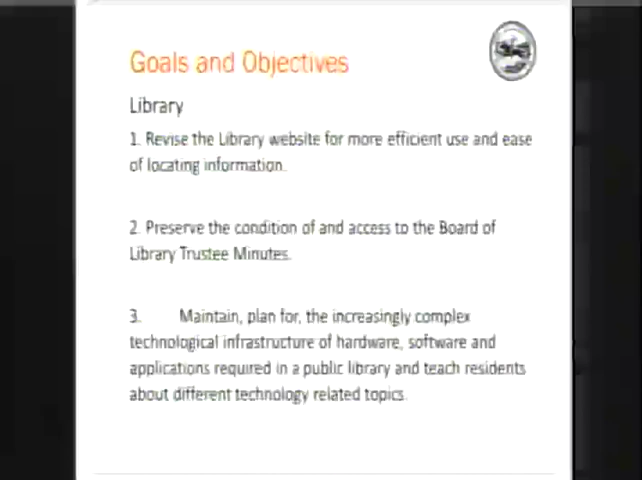 Goals and Objectives
Library
1. Revise the Library website for more efficient use and ease
of locating information.
2. Preserve the condition of and access to the Board of
Library Trustee Minutes.
3. Maintain, plan for, the increasingly complex
technological infrastructure of hardware, software and
applications required in a public library and teach residents
about different technology related topics.